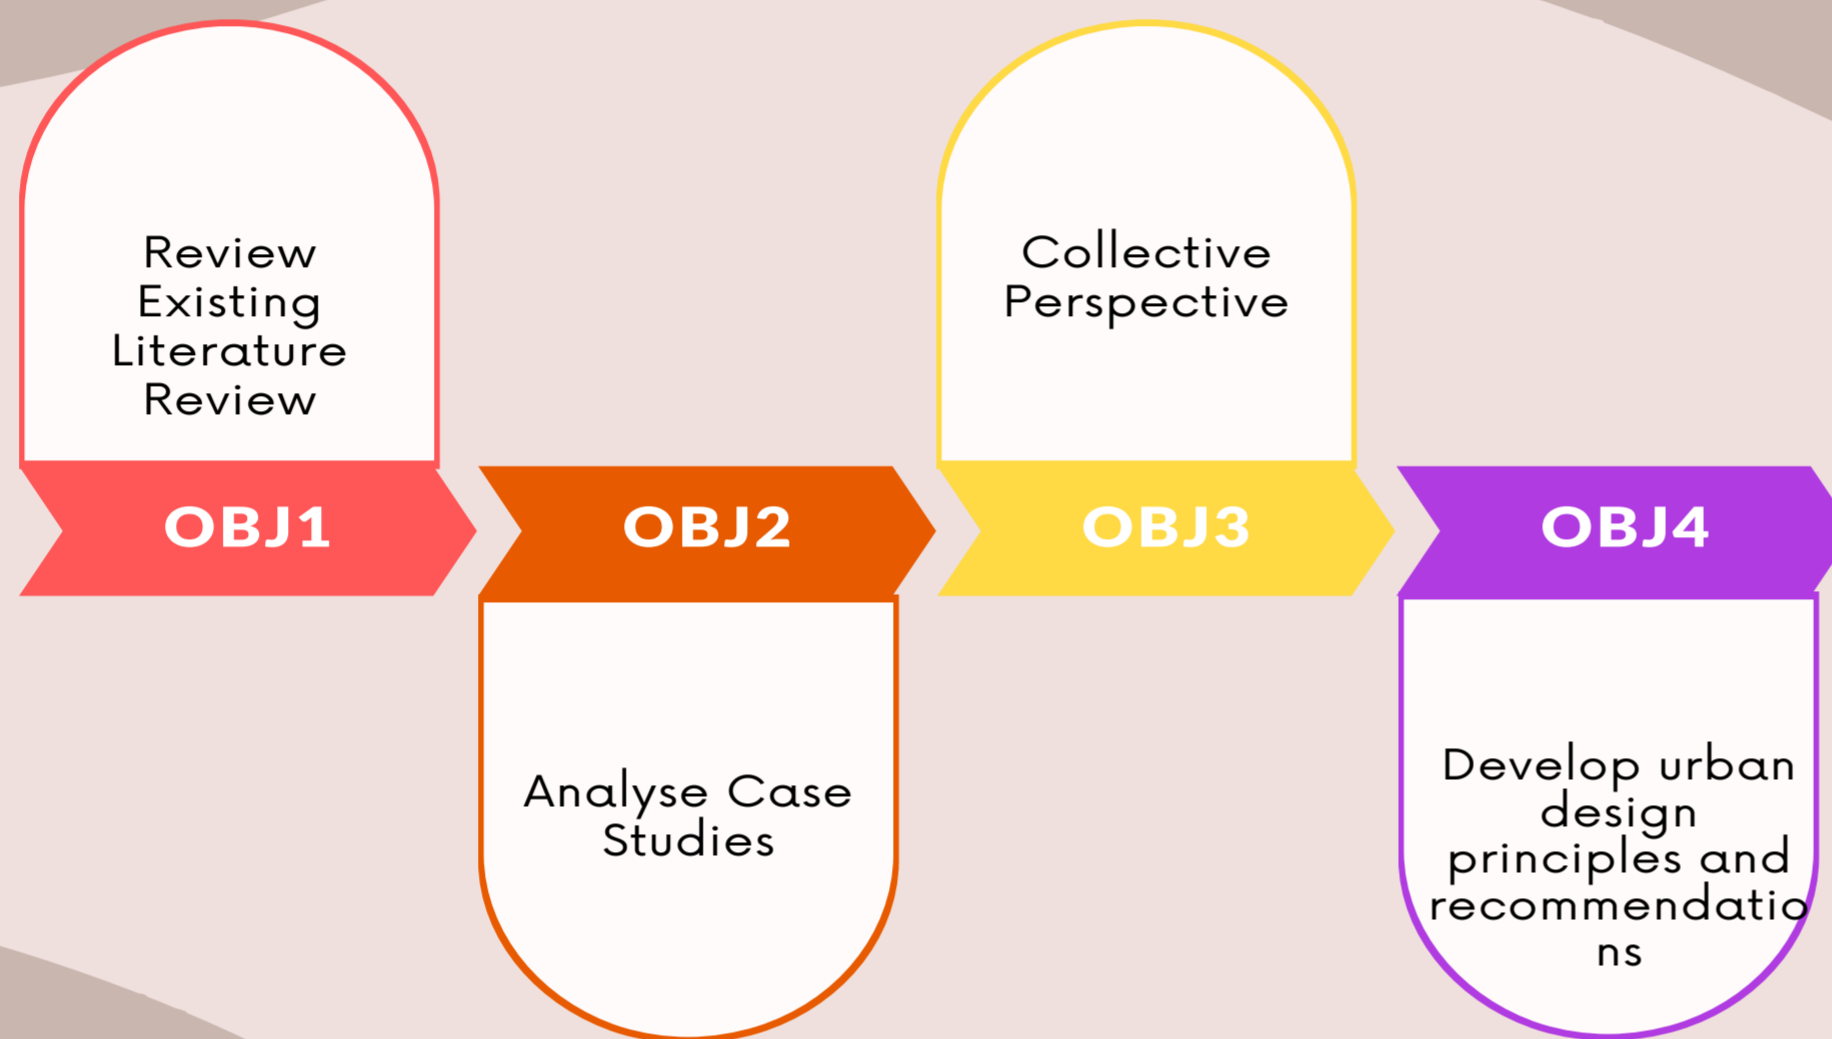 Review
Existing
Literature
Review
OBJ1
OBJ2
Analyse Case
Studies
Collective
Perspective
OBJ3
OBJ4
Develop urban
design
principles and
recommendatio
ns